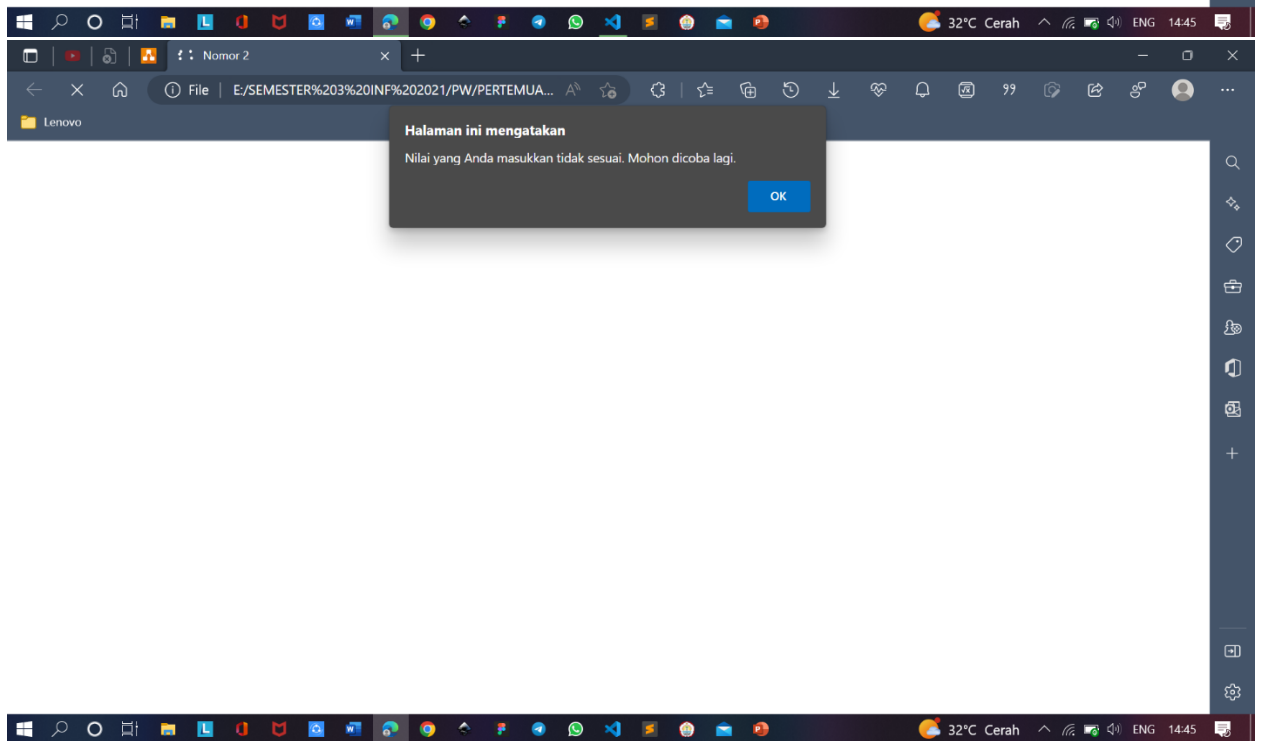 32°C Cerah ENG 14:45
Nomor 2
File | E:/SEMESTER%203%20INF%202021/PW/PERTEMUA... 99
Lenovo
Halaman ini mengatakan
Nilai yang Anda masukkan tidak sesuai. Mohon dicoba lagi.
OK
32°C Cerah ENG 14:45